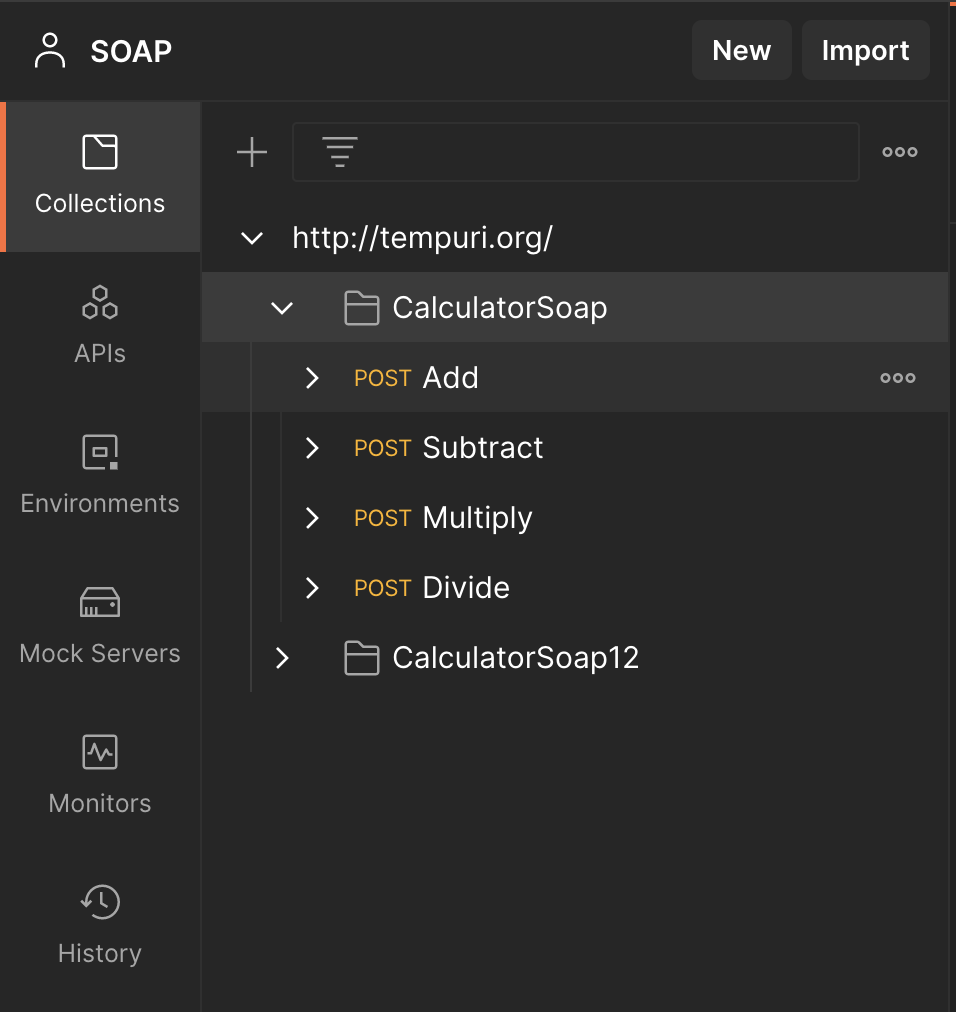 SOAP
New
Import
Collections
APIs
Environments
Mock Servers
Monitors
History
http://tempuri.org/
CalculatorSoap
POST Add
POST Subtract
POST Multiply
POST Divide
CalculatorSoap12